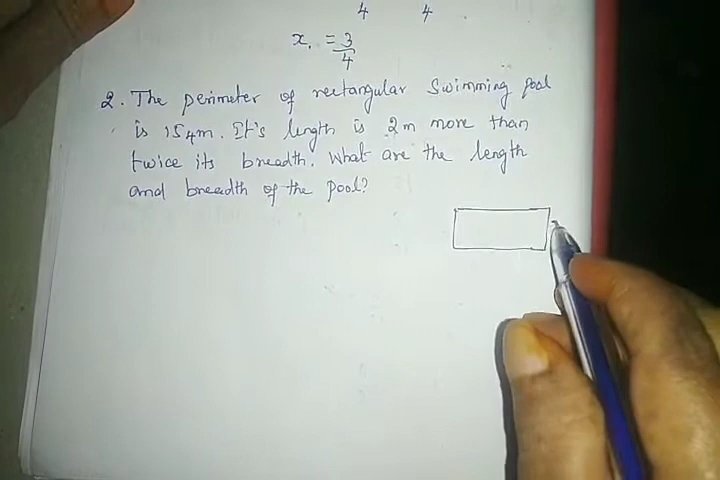 4 4
x, = 3
4
2. The perimeter of rectangular Swimming pool
is 154m. It's length is 2m more than
twice its breadth. What are the length
and breadth of the pool?